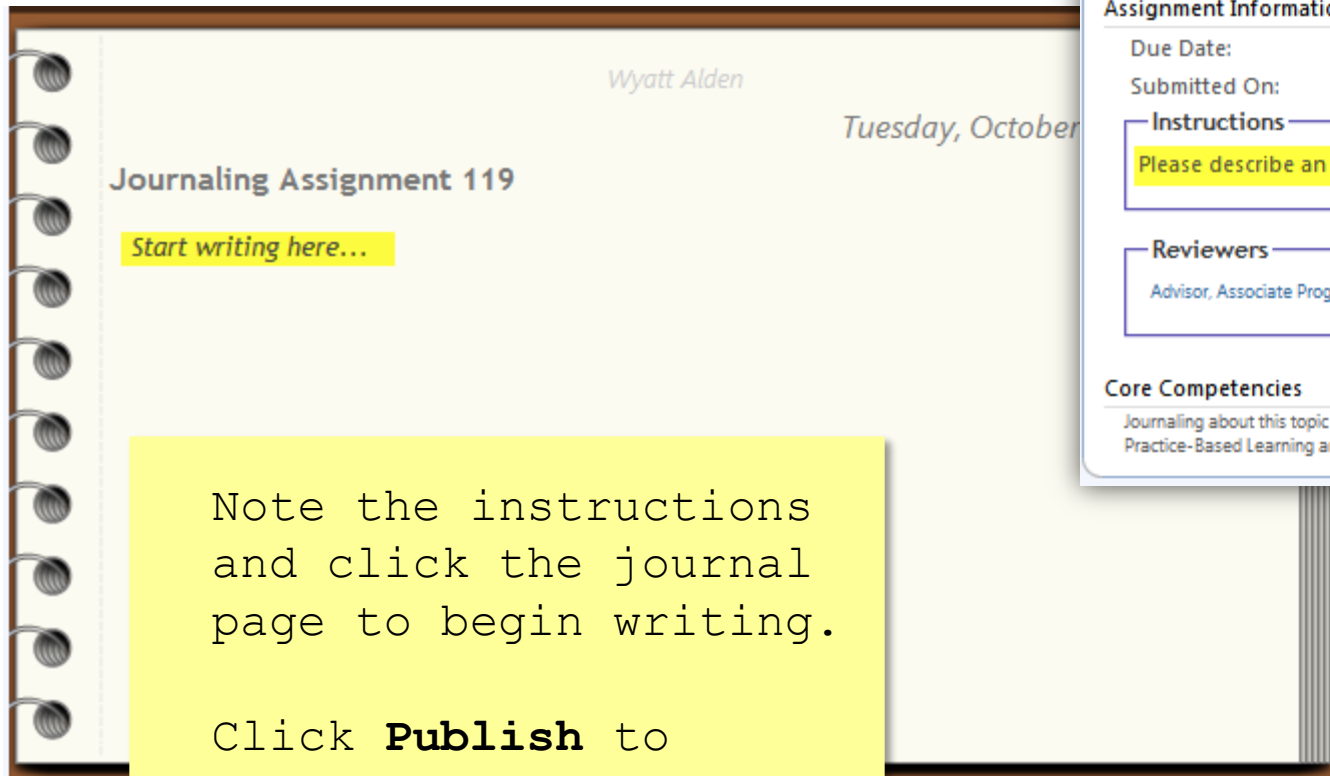 Wyatt Alden
Tuesday, October
Journaling Assignment 119
Start writing here...
Note the instructions
and click the journal
page to begin writing.
Click Publish to
Assignment
Due Date:
Submitted On:
Instructions
Please describe an
Reviewers
Advisor, Associate
Core Competencies
Journaling about this topic
Practice-Based Learning